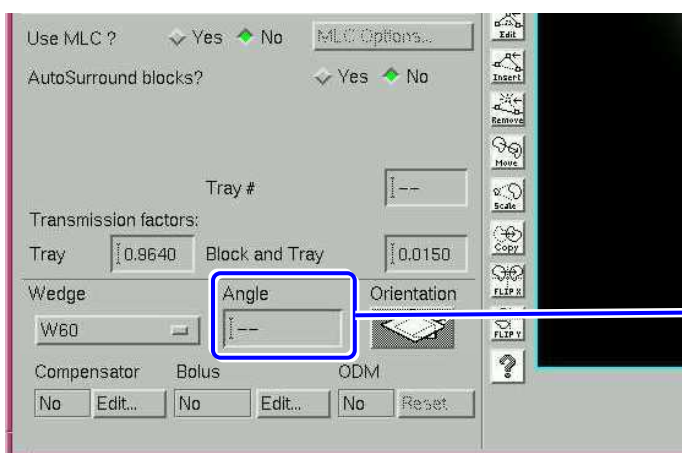 Use MLC ? Yes No MLC Options...
AutoSurround blocks? Yes No
Tray # --
Transmission factors:
Tray 0.9640 Block and Tray 0.0150
Wedge Angle Orientation
W60 --
Compensator Bolus ODM
No Edit... No Edit... No Reset
Edit
Insert
Remove
Move
Scale
Copy
FLIP X
FLIP Y
?